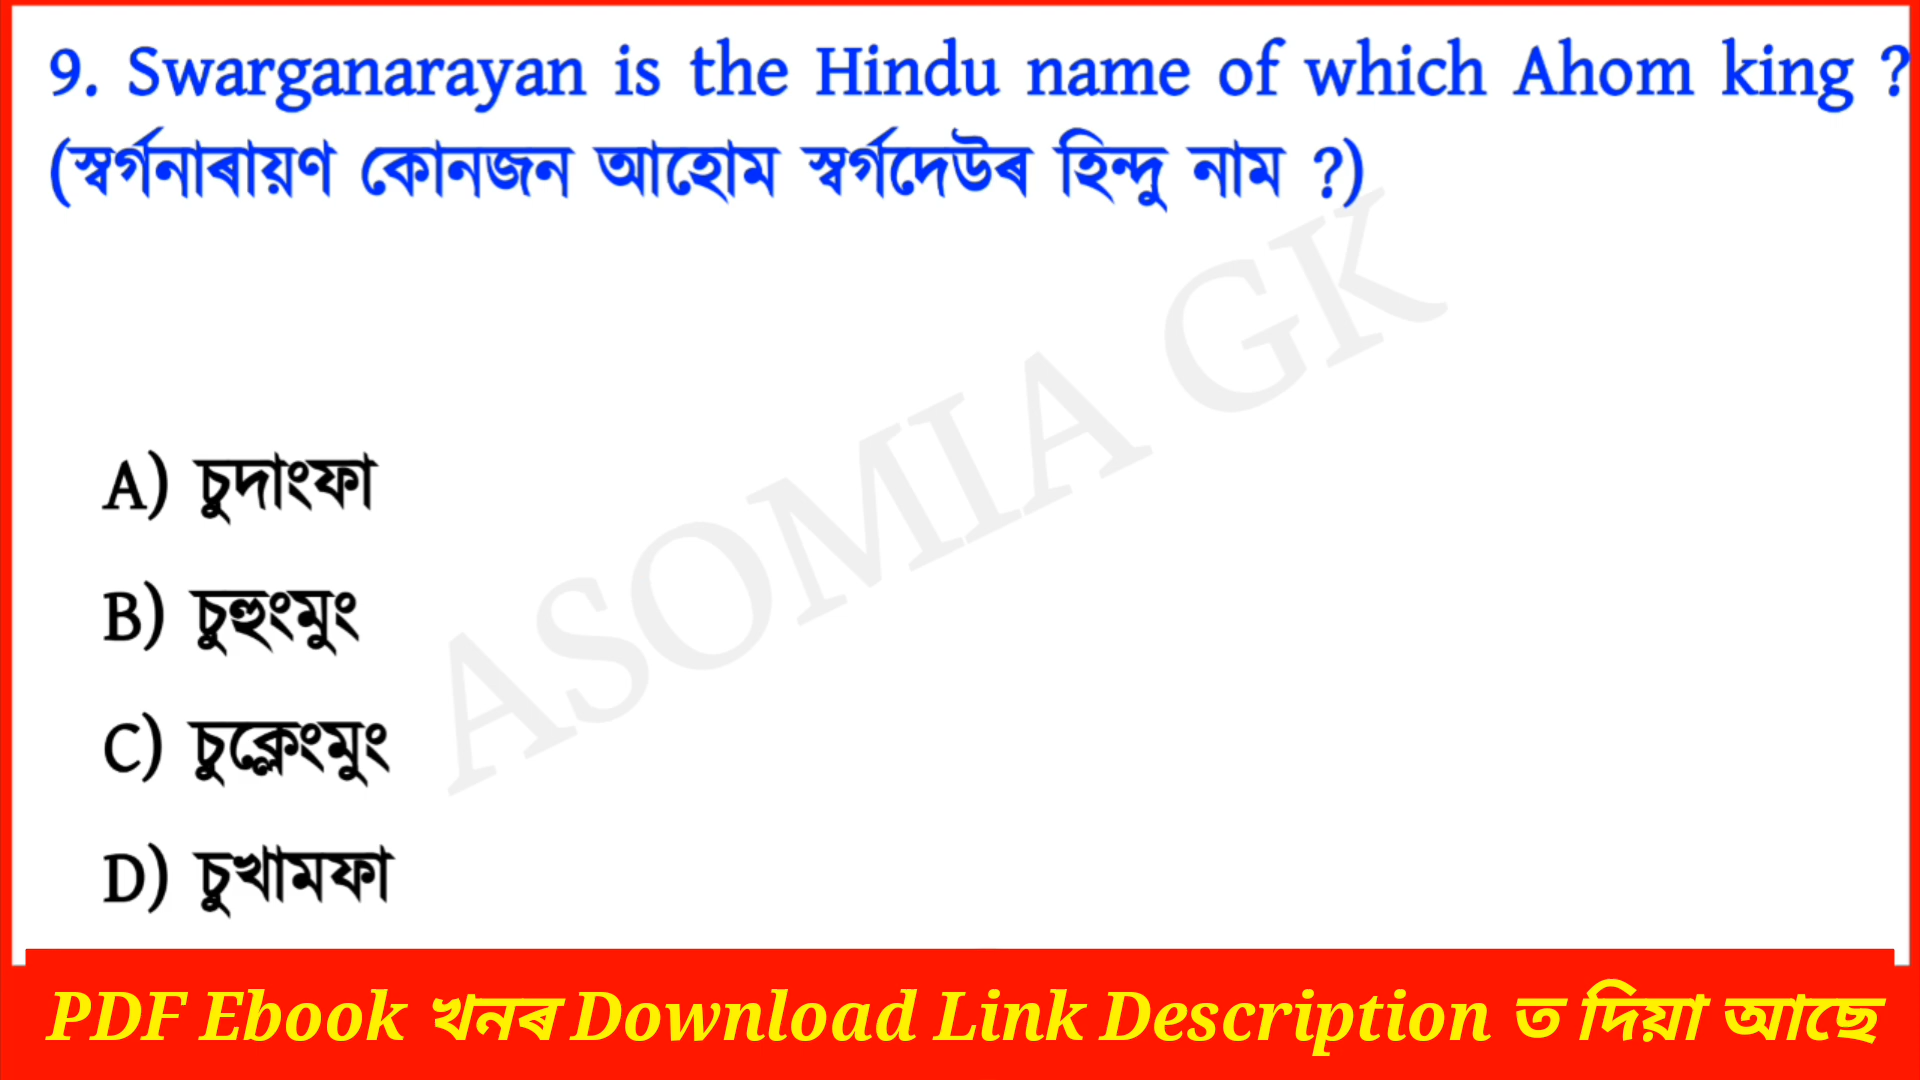 9. Swarganarayan is the Hindu name of which Ahom king ?
(স্বৰ্গনাৰায়ণ কোনজন আহোম স্বৰ্গদেউৰ হিন্দু নাম ?)
ASOMIA GK
A) চুদাংফা
B) চুহুংমুং
C) চুক্লেংমুং
D) চুখামফা
PDF Ebook খনৰ Download Link Description ত দিয়া আছে